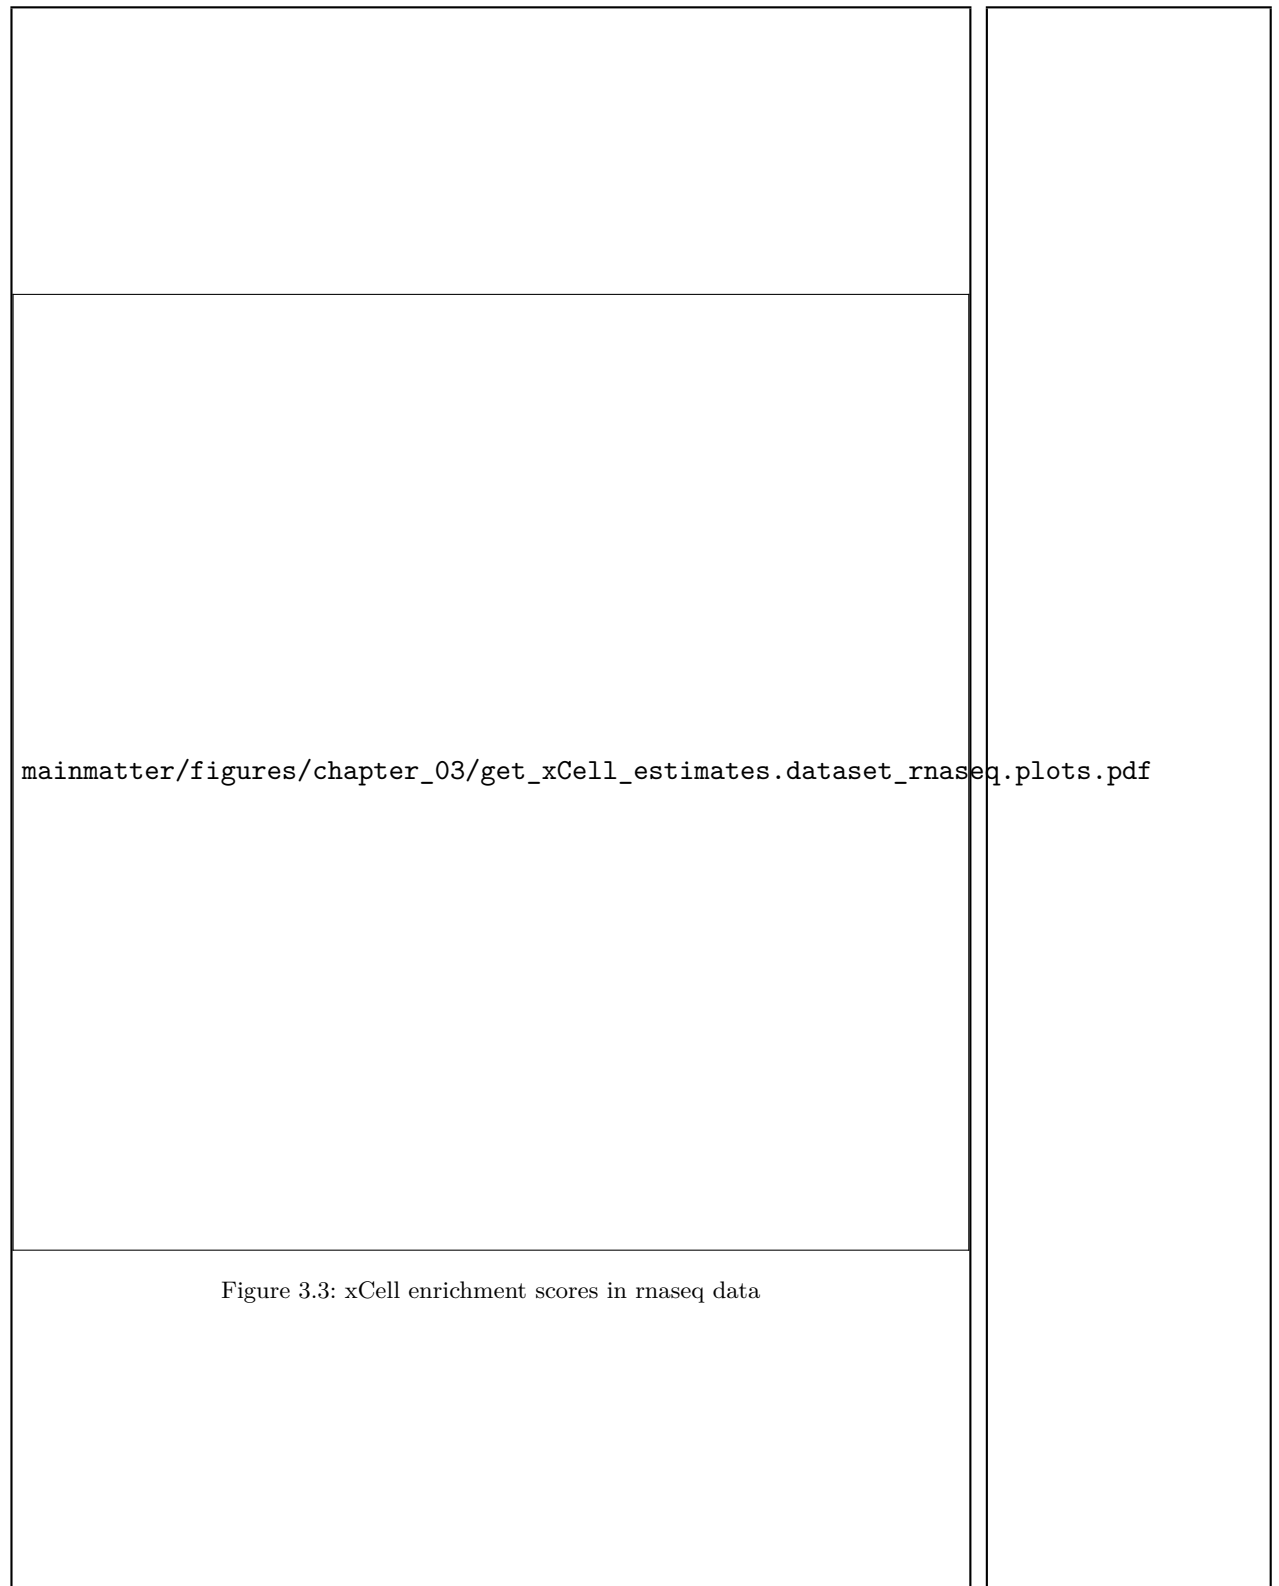 mainmatter/figures/chapter_03/get_xCell_estimates.dataset_rnaseq.plots.pdf
Figure 3.3: xCell enrichment scores in rnaseq data